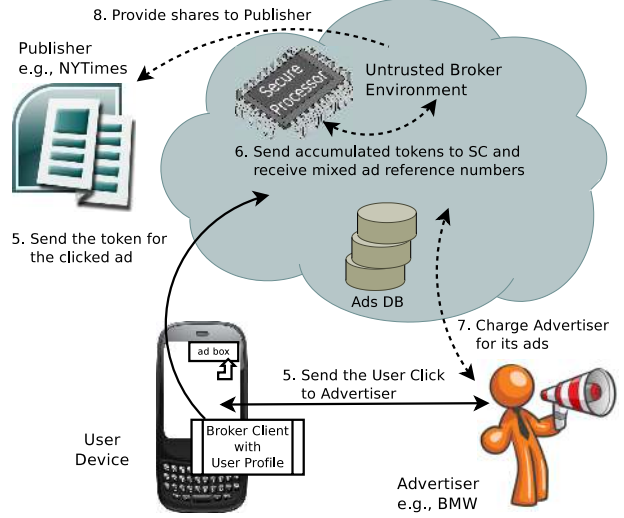 8. Provide shares to Publisher
Publisher
e.g., NYTimes
Secure
Processor
Untrusted Broker
Environment
6. Send accumulated tokens to SC and
receive mixed ad reference numbers
5. Send the token for
the clicked ad
Ads DB
7. Charge Advertiser
for its ads
ad box
5. Send the User Click
to Advertiser
Broker Client
with
User Profile
User
Device
Advertiser
e.g., BMW